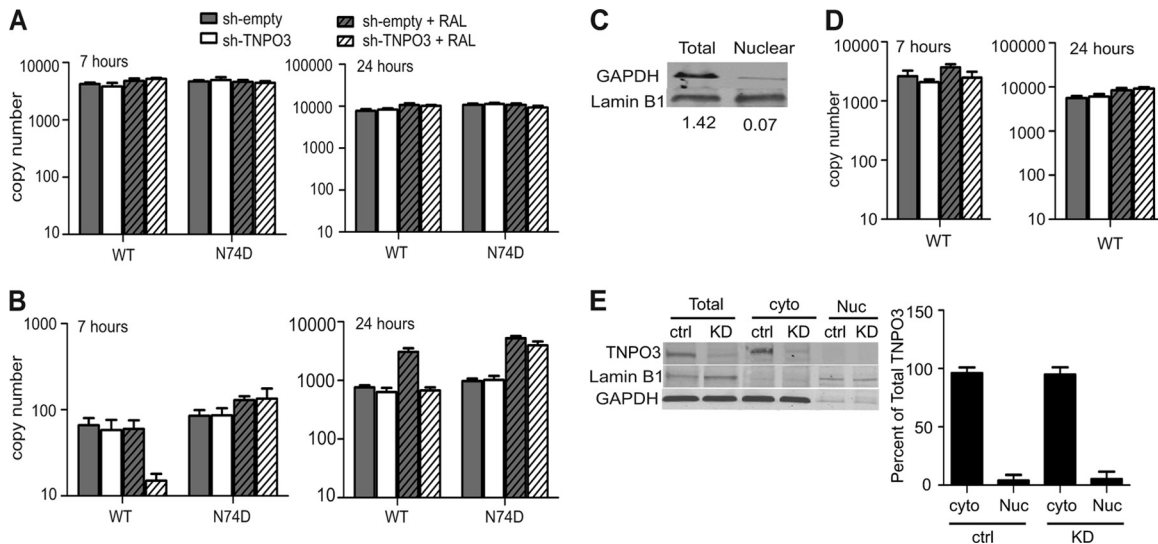 A
sh-empty
sh-TNPO3
sh-empty + RAL
sh-TNPO3 + RAL
7 hours
copy number
10000
1000
100
10
WT
N74D
24 hours
100000
10000
1000
100
10
WT
N74D
B
7 hours
copy number
1000
100
10
WT
N74D
24 hours
10000
1000
100
10
WT
N74D
C
Total Nuclear
GAPDH
Lamin B1
1.42 0.07
D
7 hours
copy number
10000
1000
100
10
WT
24 hours
100000
10000
1000
100
10
WT
E
Total cyto Nuc
ctrl KD ctrl KD ctrl KD
TNPO3
Lamin B1
GAPDH
Percent of Total TNPO3
150
100
50
0
cyto Nuc cyto Nuc
ctrl KD